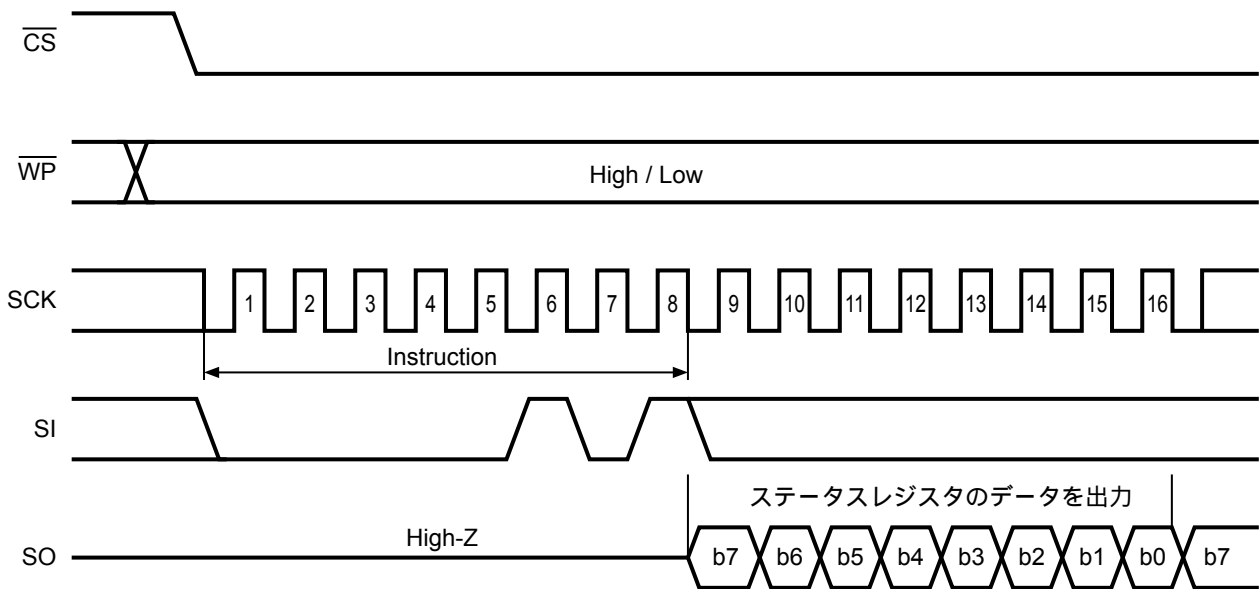 CS
WP
High / Low
SCK
1 2 3 4 5 6 7 8 9 10 11 12 13 14 15 16
Instruction
SI
ステータスレジスタのデータを出力
High-Z
SO
b7 b6 b5 b4 b3 b2 b1 b0 b7